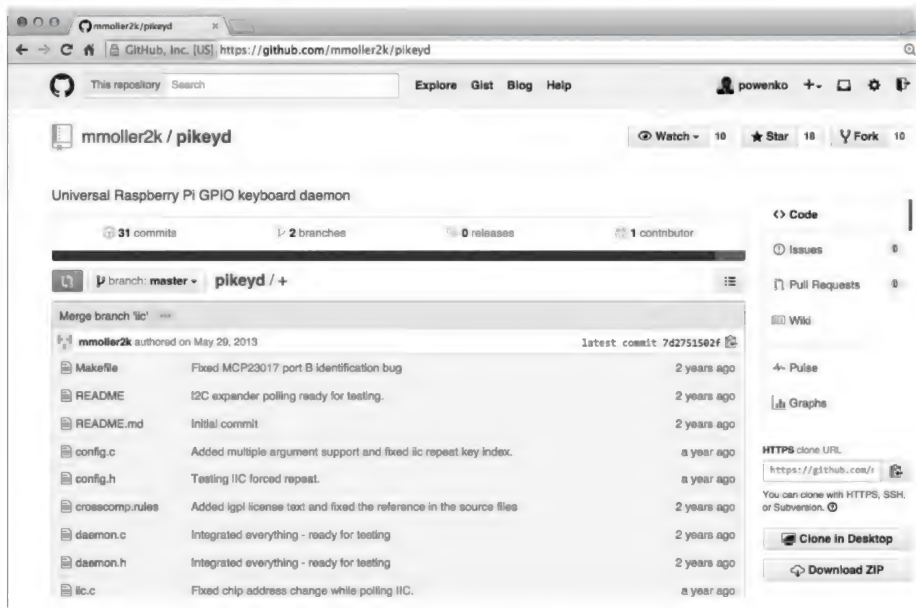 mmoller2k/pikeyd
GitHub, Inc. [US] https://github.com/mmoller2k/pikeyd
This repository Search Explore Gist Blog Help powenko
mmoller2k / pikeyd Watch 10 Star 18 Fork 10
Universal Raspberry Pi GPIO keyboard daemon
31 commits 2 branches 0 releases 1 contributor
branch: master pikeyd / +
Merge branch 'iic' ...
mmoller2k authored on May 29, 2013 latest commit 7d2751502f
Makefile Fixed MCP23017 port B identification bug 2 years ago
README I2C expander polling ready for testing. 2 years ago
README.md Initial commit 2 years ago
config.c Added multiple argument support and fixed iic repeat key index. a year ago
config.h Testing IIC forced repeat. a year ago
crosscomp.rules Added lgpl license text and fixed the reference in the source files 2 years ago
daemon.c Integrated everything - ready for testing 2 years ago
daemon.h Integrated everything - ready for testing 2 years ago
iic.c Fixed chip address change while polling IIC. a year ago
<> Code
Issues 0
Pull Requests 0
Wiki
Pulse
Graphs
HTTPS clone URL
https://github.com/
You can clone with HTTPS, SSH,
or Subversion.
Clone in Desktop
Download ZIP